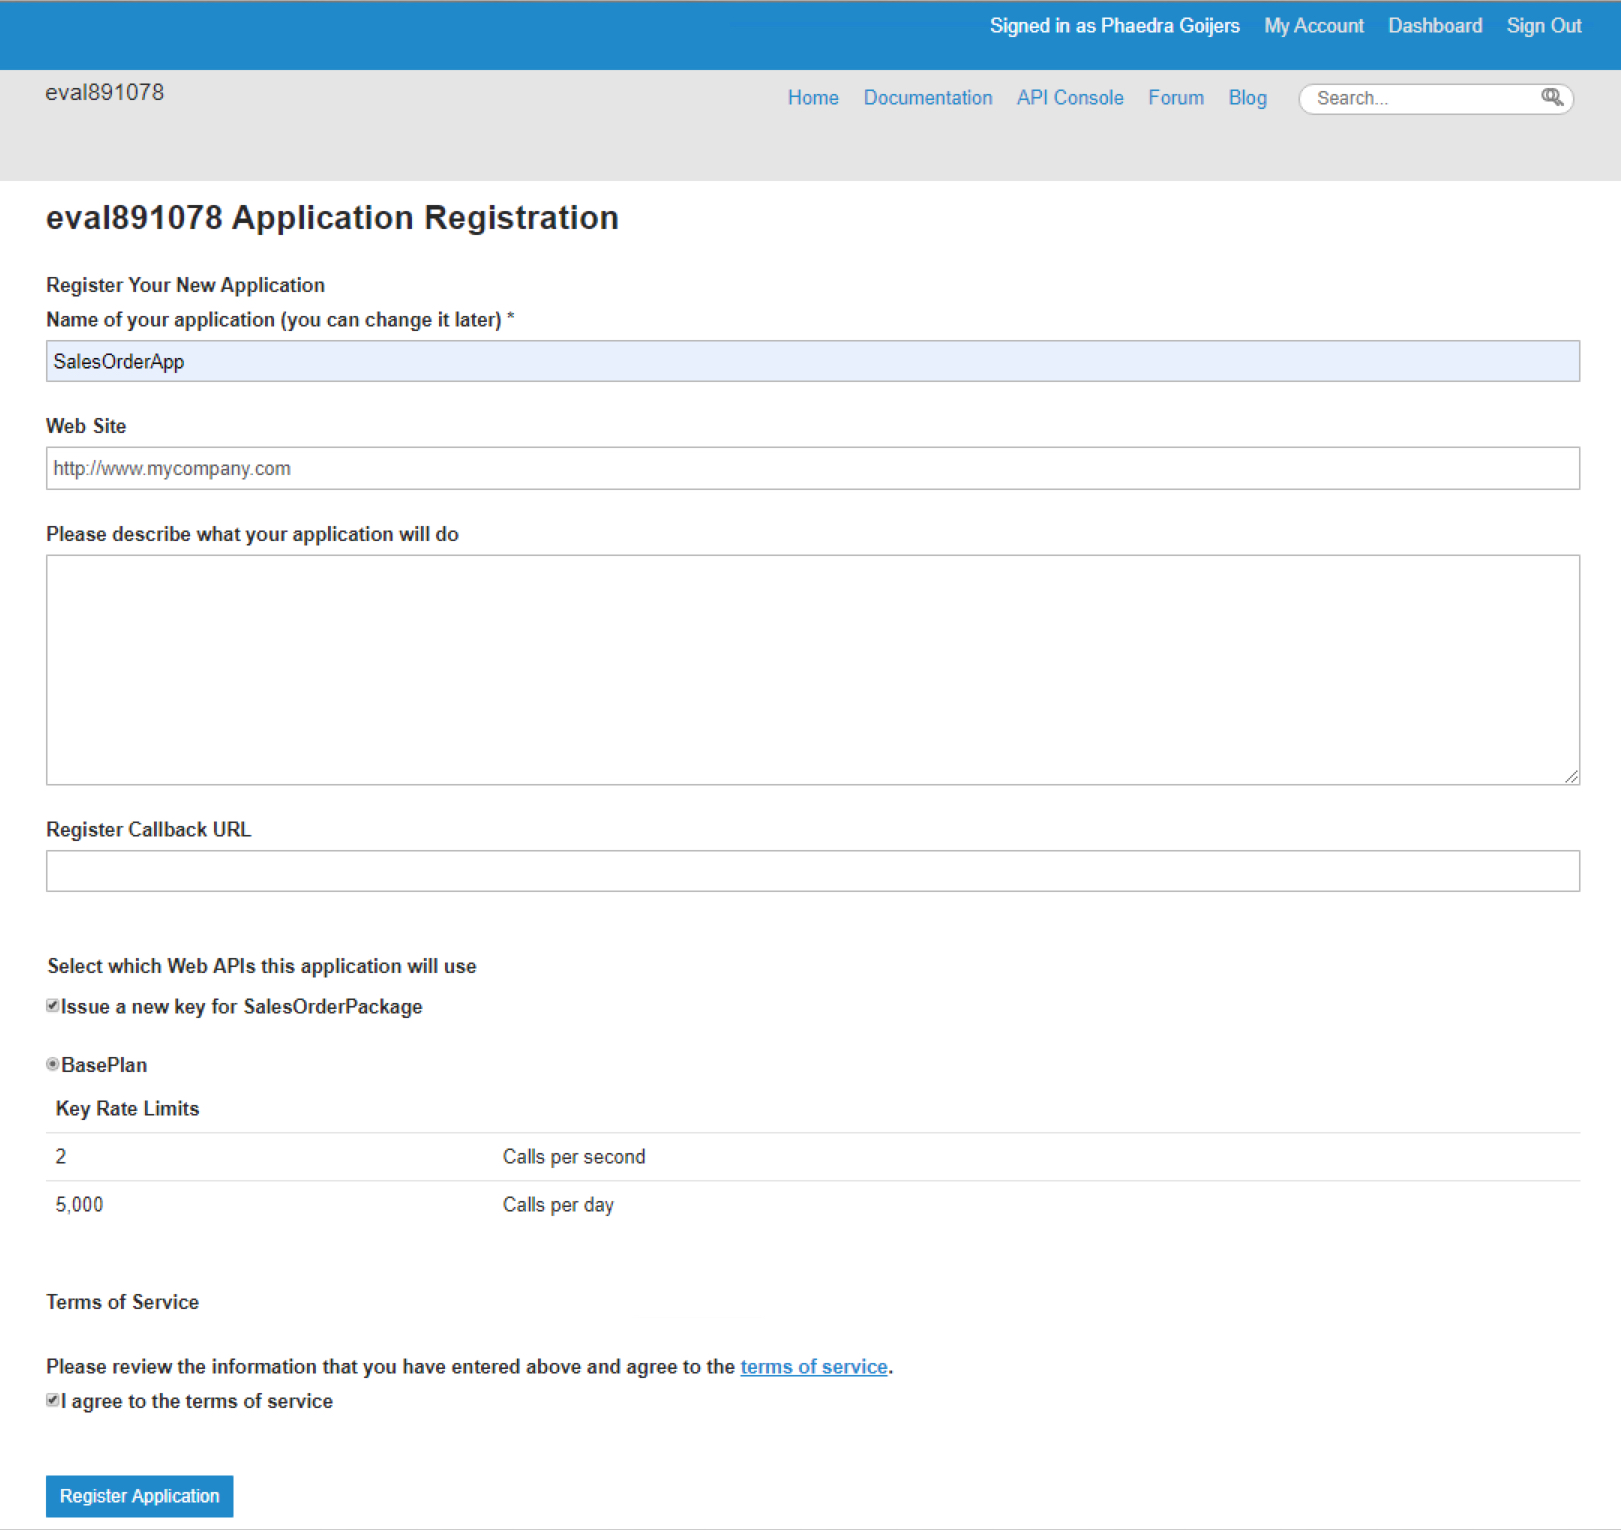 Signed in as Phaedra Goijers My Account Dashboard Sign Out
eval891078
Home Documentation API Console Forum Blog Search...
eval891078 Application Registration
Register Your New Application
Name of your application (you can change it later) *
SalesOrderApp
Web Site
http://www.mycompany.com
Please describe what your application will do
Register Callback URL
Select which Web APIs this application will use
Issue a new key for SalesOrderPackage
BasePlan
Key Rate Limits
2 Calls per second
5,000 Calls per day
Terms of Service
Please review the information that you have entered above and agree to the terms of service.
I agree to the terms of service
Register Application